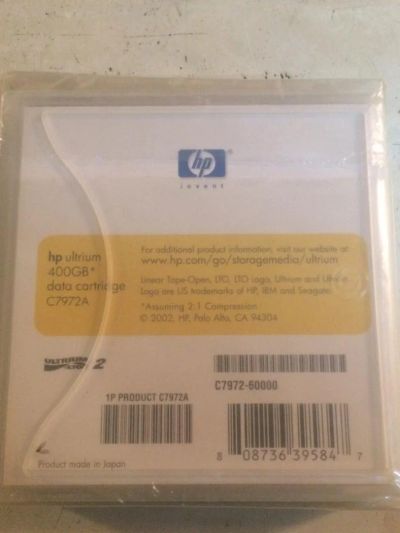 hp
invent
hp ultrium
400GB*
data cartridge
C7972A
For additional product information, visit our website at
www.hp.com/go/storagemedia/ultrium
Linear Tape-Open, LTO, LTO Logo, Ultrium and Ultrium
Logo are US trademarks of HP, IBM and Seagate.
*Assuming 2:1 Compression
© 2002, HP, Palo Alto, CA 94304
ULTRIUM
LTO 2
C7972-60000
1P PRODUCT C7972A
8 08736 39584 7
Product made in Japan